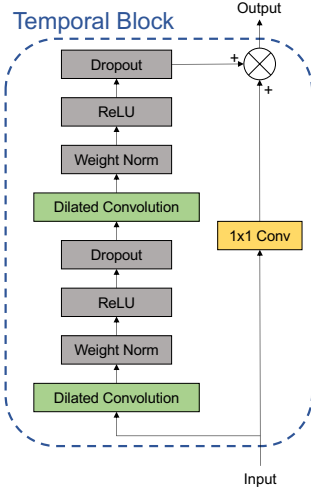 Output
Temporal Block
Dropout
+
+
ReLU
Weight Norm
Dilated Convolution
1x1 Conv
Dropout
ReLU
Weight Norm
Dilated Convolution
Input